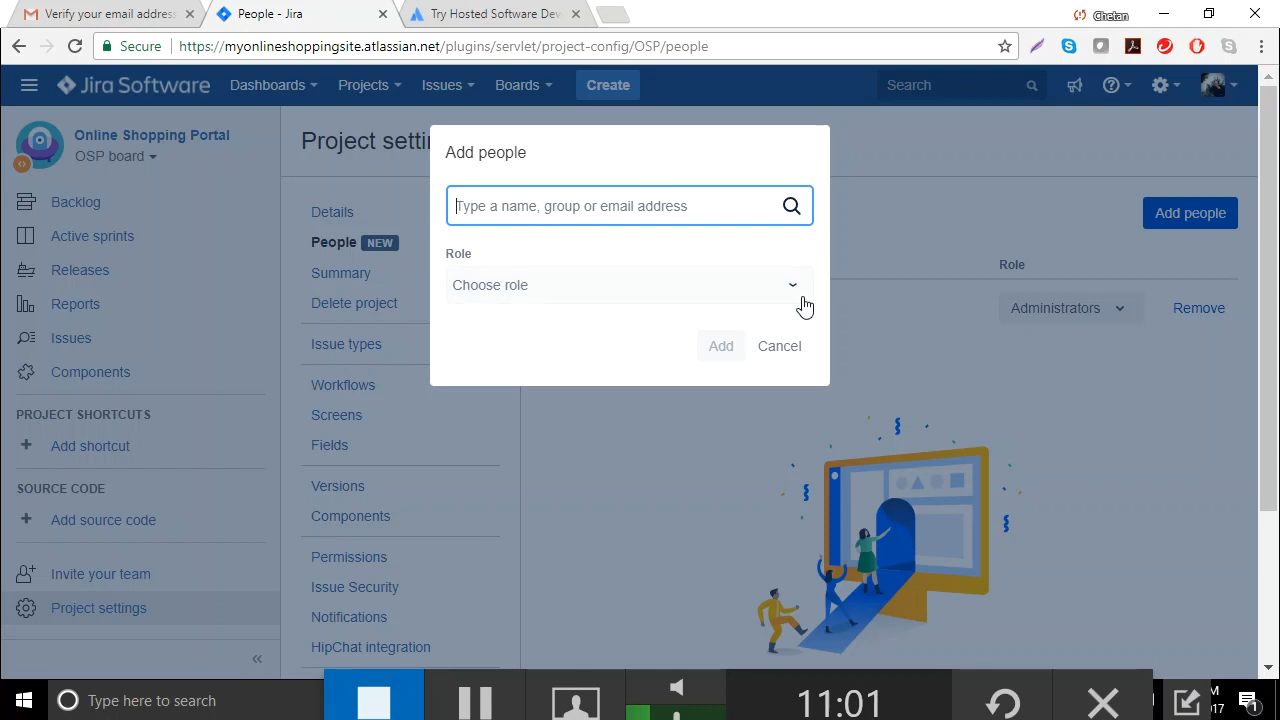 Verify your email address
People - Jira
Try Hosted Software Dev
Chetan
Secure
https://myonlineshoppingsite.atlassian.net/plugins/servlet/project-config/OSP/people
Jira Software
Dashboards
Projects
Issues
Boards
Create
Search
Online Shopping Portal
OSP board
Backlog
Active sprints
Releases
Reports
Issues
Components
PROJECT SHORTCUTS
Add shortcut
SOURCE CODE
Add source code
Invite your team
Project settings
Project setti
Details
People NEW
Summary
Delete project
Issue types
Workflows
Screens
Fields
Versions
Components
Permissions
Issue Security
Notifications
HipChat integration
Add people
Type a name, group or email address
Role
Choose role
Add
Cancel
Add people
Role
Administrators
Remove
Type here to search
11:01
M
2017
1